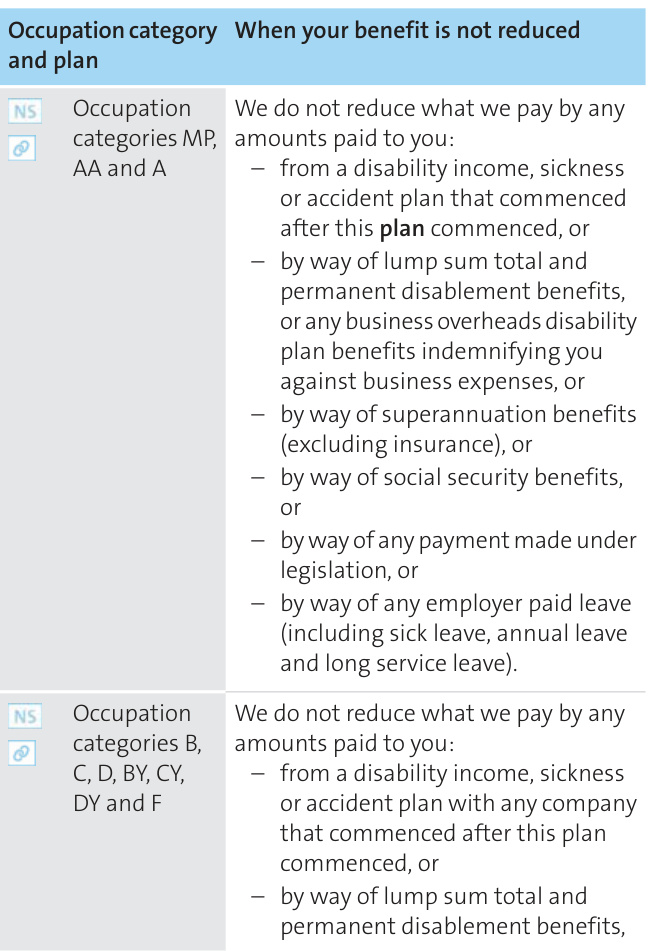 Occupation category and plan
When your benefit is not reduced
NS
Occupation
categories MP,
AA and A
We do not reduce what we pay by any
amounts paid to you:
– from a disability income, sickness
or accident plan that commenced
after this plan commenced, or
– by way of lump sum total and
permanent disablement benefits,
or any business overheads disability
plan benefits indemnifying you
against business expenses, or
– by way of superannuation benefits
(excluding insurance), or
– by way of social security benefits,
or
– by way of any payment made under
legislation, or
– by way of any employer paid leave
(including sick leave, annual leave
and long service leave).
NS
Occupation
categories B,
C, D, BY, CY,
DY and F
We do not reduce what we pay by any
amounts paid to you:
– from a disability income, sickness
or accident plan with any company
that commenced after this plan
commenced, or
– by way of lump sum total and
permanent disablement benefits,